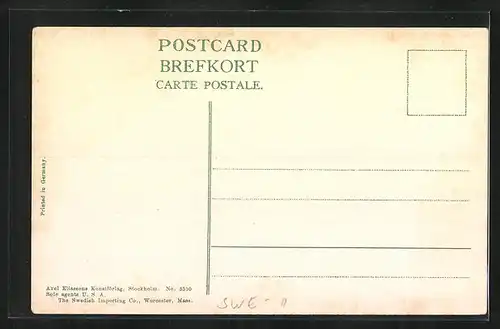 POSTCARD
BREFKORT
CARTE POSTALE.
Printed in Germany.
Axel Eliassons Konstförlag, Stockholm. No. 5550
Sole agents U. S. A.
The Swedish Importing Co., Worcester, Mass.
SWE-11